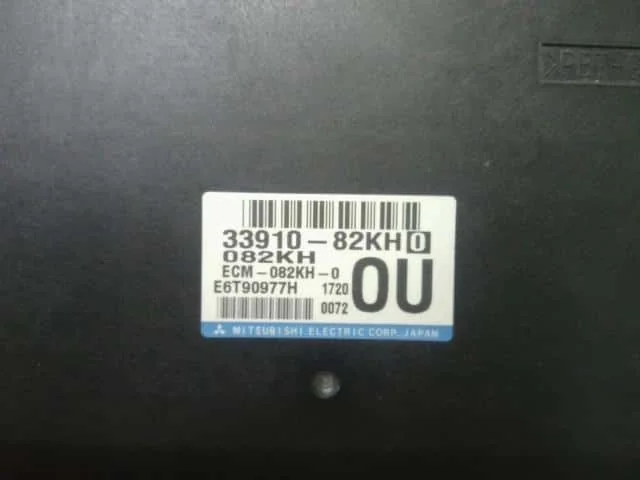 33910-82KH0
082KH
ECM-082KH-0
E6T90977H 1720
0U
0072
MITSUBISHI ELECTRIC CORP. JAPAN